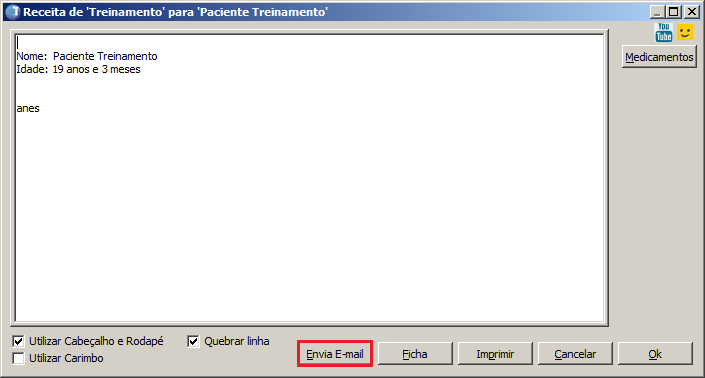 Receita de 'Treinamento' para 'Paciente Treinamento'
You
Tube
Medicamentos
Nome: Paciente Treinamento
Idade: 19 anos e 3 meses
anes
Utilizar Cabeçalho e Rodapé
Quebrar linha
Utilizar Carimbo
Envia E-mail
Ficha
Imprimir
Cancelar
Ok